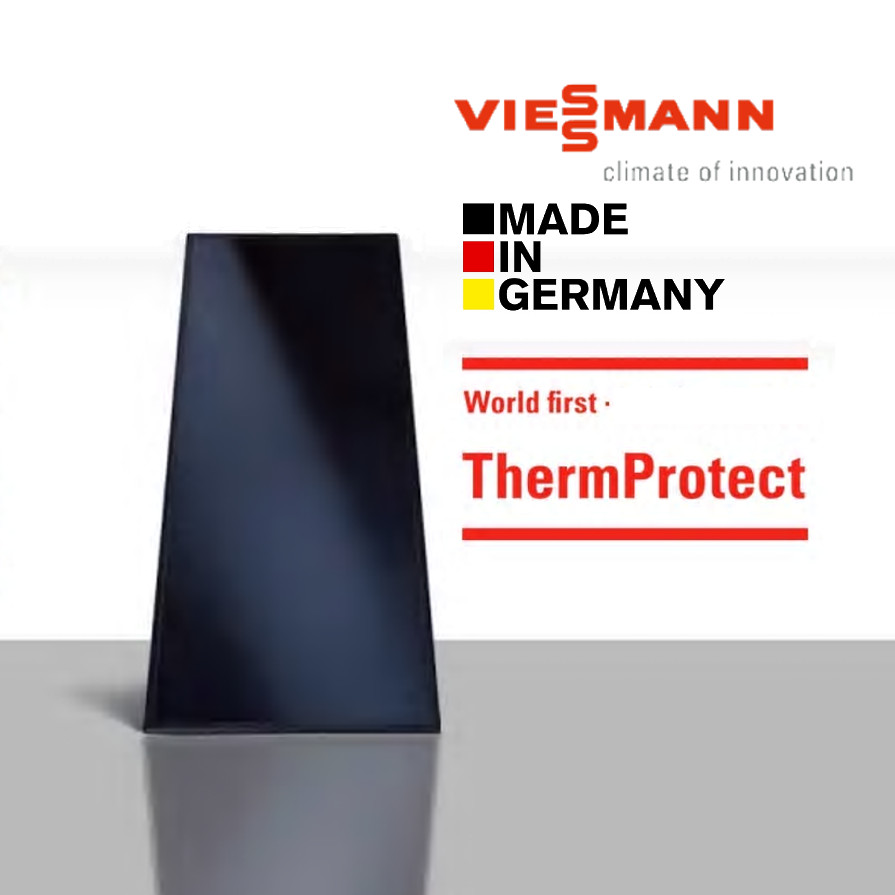 VIESSMANN
climate of innovation
MADE
IN
GERMANY
World first ·
ThermProtect